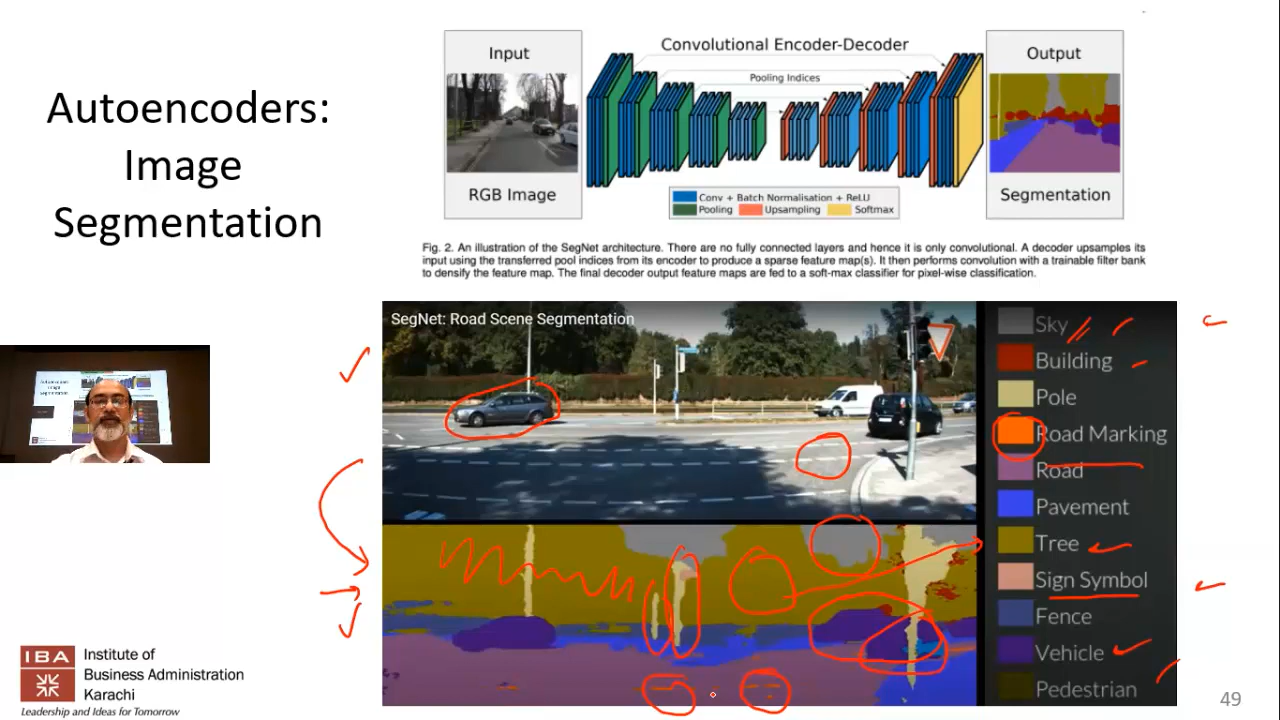 Autoencoders:
Image
Segmentation
Input
RGB Image
Convolutional Encoder-Decoder
Pooling Indices
Conv + Batch Normalisation + ReLU
Pooling
Upsampling
Softmax
Output
Segmentation
Fig. 2. An illustration of the SegNet architecture. There are no fully connected layers and hence it is only convolutional. A decoder upsamples its
input using the transferred pool indices from its encoder to produce a sparse feature map(s). It then performs convolution with a trainable filter bank
to densify the feature map. The final decoder output feature maps are fed to a soft-max classifier for pixel-wise classification.
SegNet: Road Scene Segmentation
Sky
Building
Pole
Road Marking
Road
Pavement
Tree
Sign Symbol
Fence
Vehicle
Pedestrian
IBA
Institute of
Business Administration
Karachi
Leadership and Ideas for Tomorrow
49